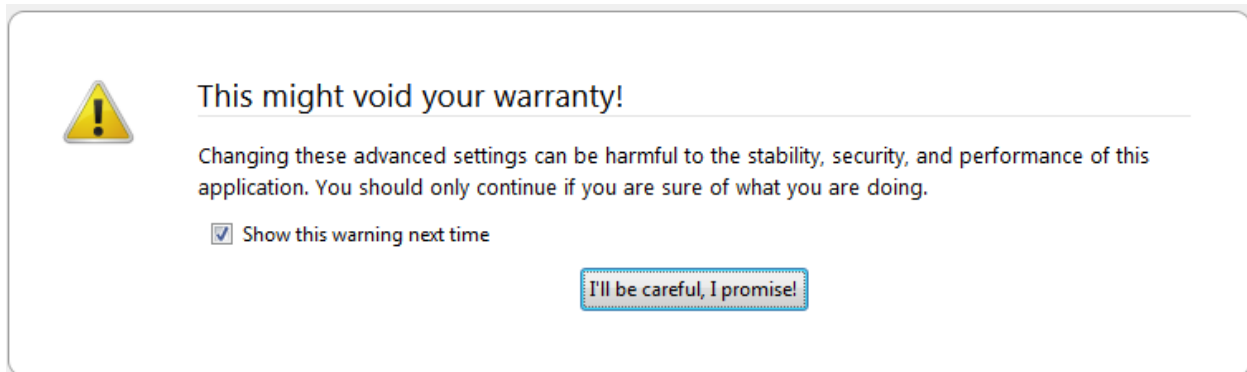 This might void your warranty!
Changing these advanced settings can be harmful to the stability, security, and performance of this
application. You should only continue if you are sure of what you are doing.
Show this warning next time
I'll be careful, I promise!